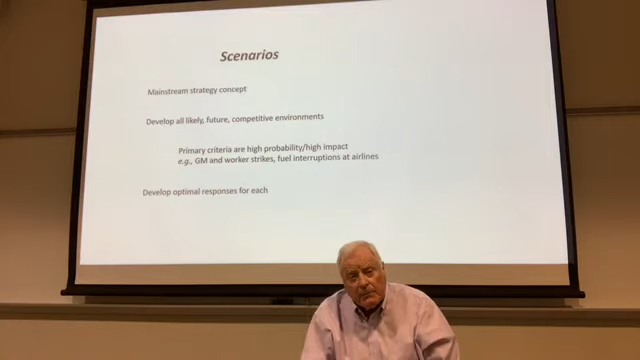 Scenarios
Mainstream strategy concept
Develop all likely, future, competitive environments
Primary criteria are high probability/high impact
e.g., GM and worker strikes, fuel interruptions at airlines
Develop optimal responses for each